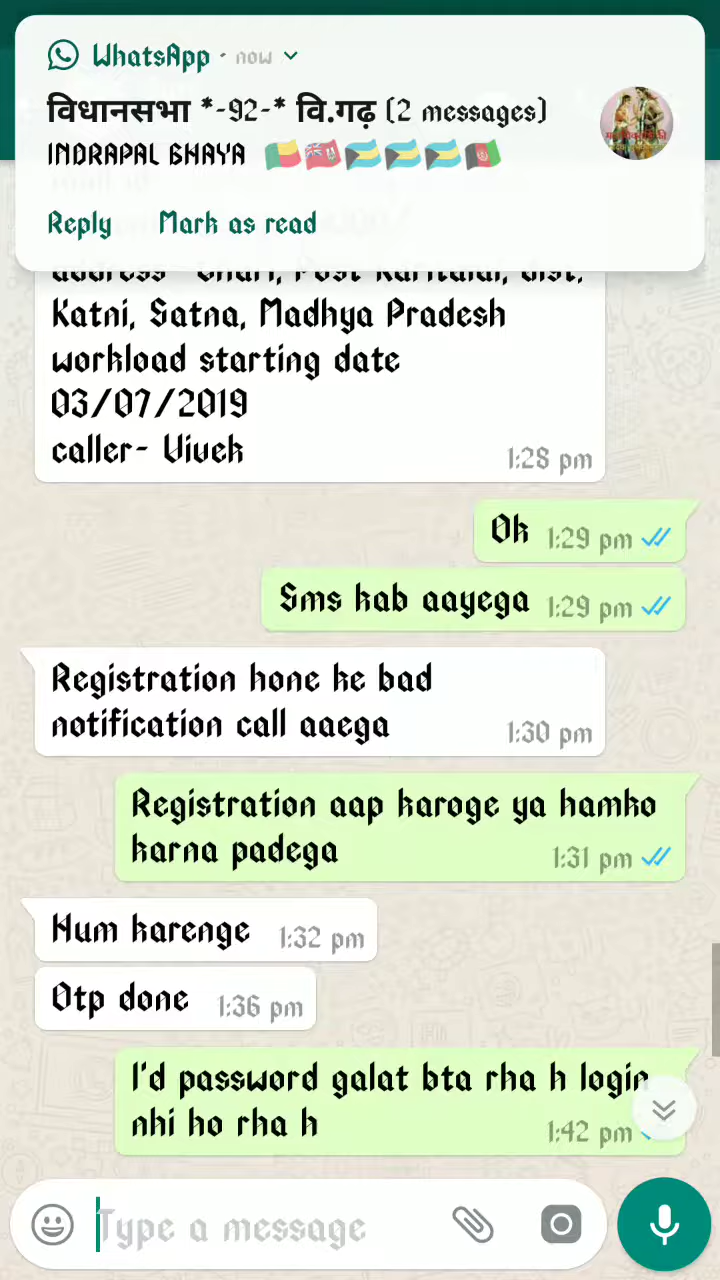 WhatsApp · now
विधानसभा *-92-* वि.गढ़ (2 messages)
INDRAPAL BHAYA 🇧🇯🇧🇲🇧🇸🇧🇸🇧🇸🇦🇫
Reply Mark as read
Katni, Satna, Madhya Pradesh
workload starting date
03/07/2019
caller- Vivek 1:28 pm
Ok 1:29 pm
Sms kab aayega 1:29 pm
Registration hone ke bad
notification call aaega 1:30 pm
Registration aap karoge ya hamko
karna padega 1:31 pm
Hum karenge 1:32 pm
Otp done 1:36 pm
I'd password galat bta rha h login
nhi ho rha h 1:42 pm
Type a message